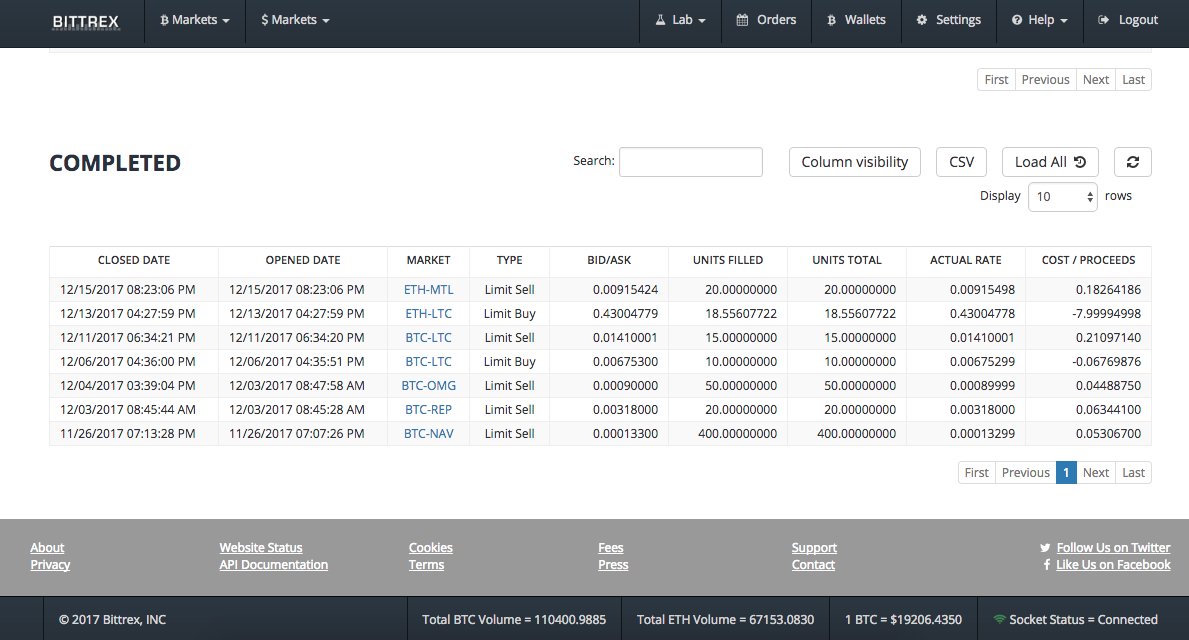 BITTREX ฿ Markets $ Markets Lab Orders ฿ Wallets Settings Help Logout
First Previous Next Last
COMPLETED Search: Column visibility CSV Load All
Display 10 rows
CLOSED DATE OPENED DATE MARKET TYPE BID/ASK UNITS FILLED UNITS TOTAL ACTUAL RATE COST / PROCEEDS
12/15/2017 08:23:06 PM 12/15/2017 08:23:06 PM ETH-MTL Limit Sell 0.00915424 20.00000000 20.00000000 0.00915498 0.18264186
12/13/2017 04:27:59 PM 12/13/2017 04:27:59 PM ETH-LTC Limit Buy 0.43004779 18.55607722 18.55607722 0.43004778 -7.99994998
12/11/2017 06:34:21 PM 12/11/2017 06:34:20 PM BTC-LTC Limit Sell 0.01410001 15.00000000 15.00000000 0.01410001 0.21097140
12/06/2017 04:36:00 PM 12/06/2017 04:35:51 PM BTC-LTC Limit Buy 0.00675300 10.00000000 10.00000000 0.00675299 -0.06769876
12/04/2017 03:39:04 PM 12/03/2017 08:47:58 AM BTC-OMG Limit Sell 0.00090000 50.00000000 50.00000000 0.00089999 0.04488750
12/03/2017 08:45:44 AM 12/03/2017 08:45:28 AM BTC-REP Limit Sell 0.00318000 20.00000000 20.00000000 0.00318000 0.06344100
11/26/2017 07:13:28 PM 11/26/2017 07:07:26 PM BTC-NAV Limit Sell 0.00013300 400.00000000 400.00000000 0.00013299 0.05306700
First Previous 1 Next Last
About Website Status Cookies Fees Support Follow Us on Twitter
Privacy API Documentation Terms Press Contact Like Us on Facebook
© 2017 Bittrex, INC Total BTC Volume = 110400.9885 Total ETH Volume = 67153.0830 1 BTC = $19206.4350 Socket Status = Connected